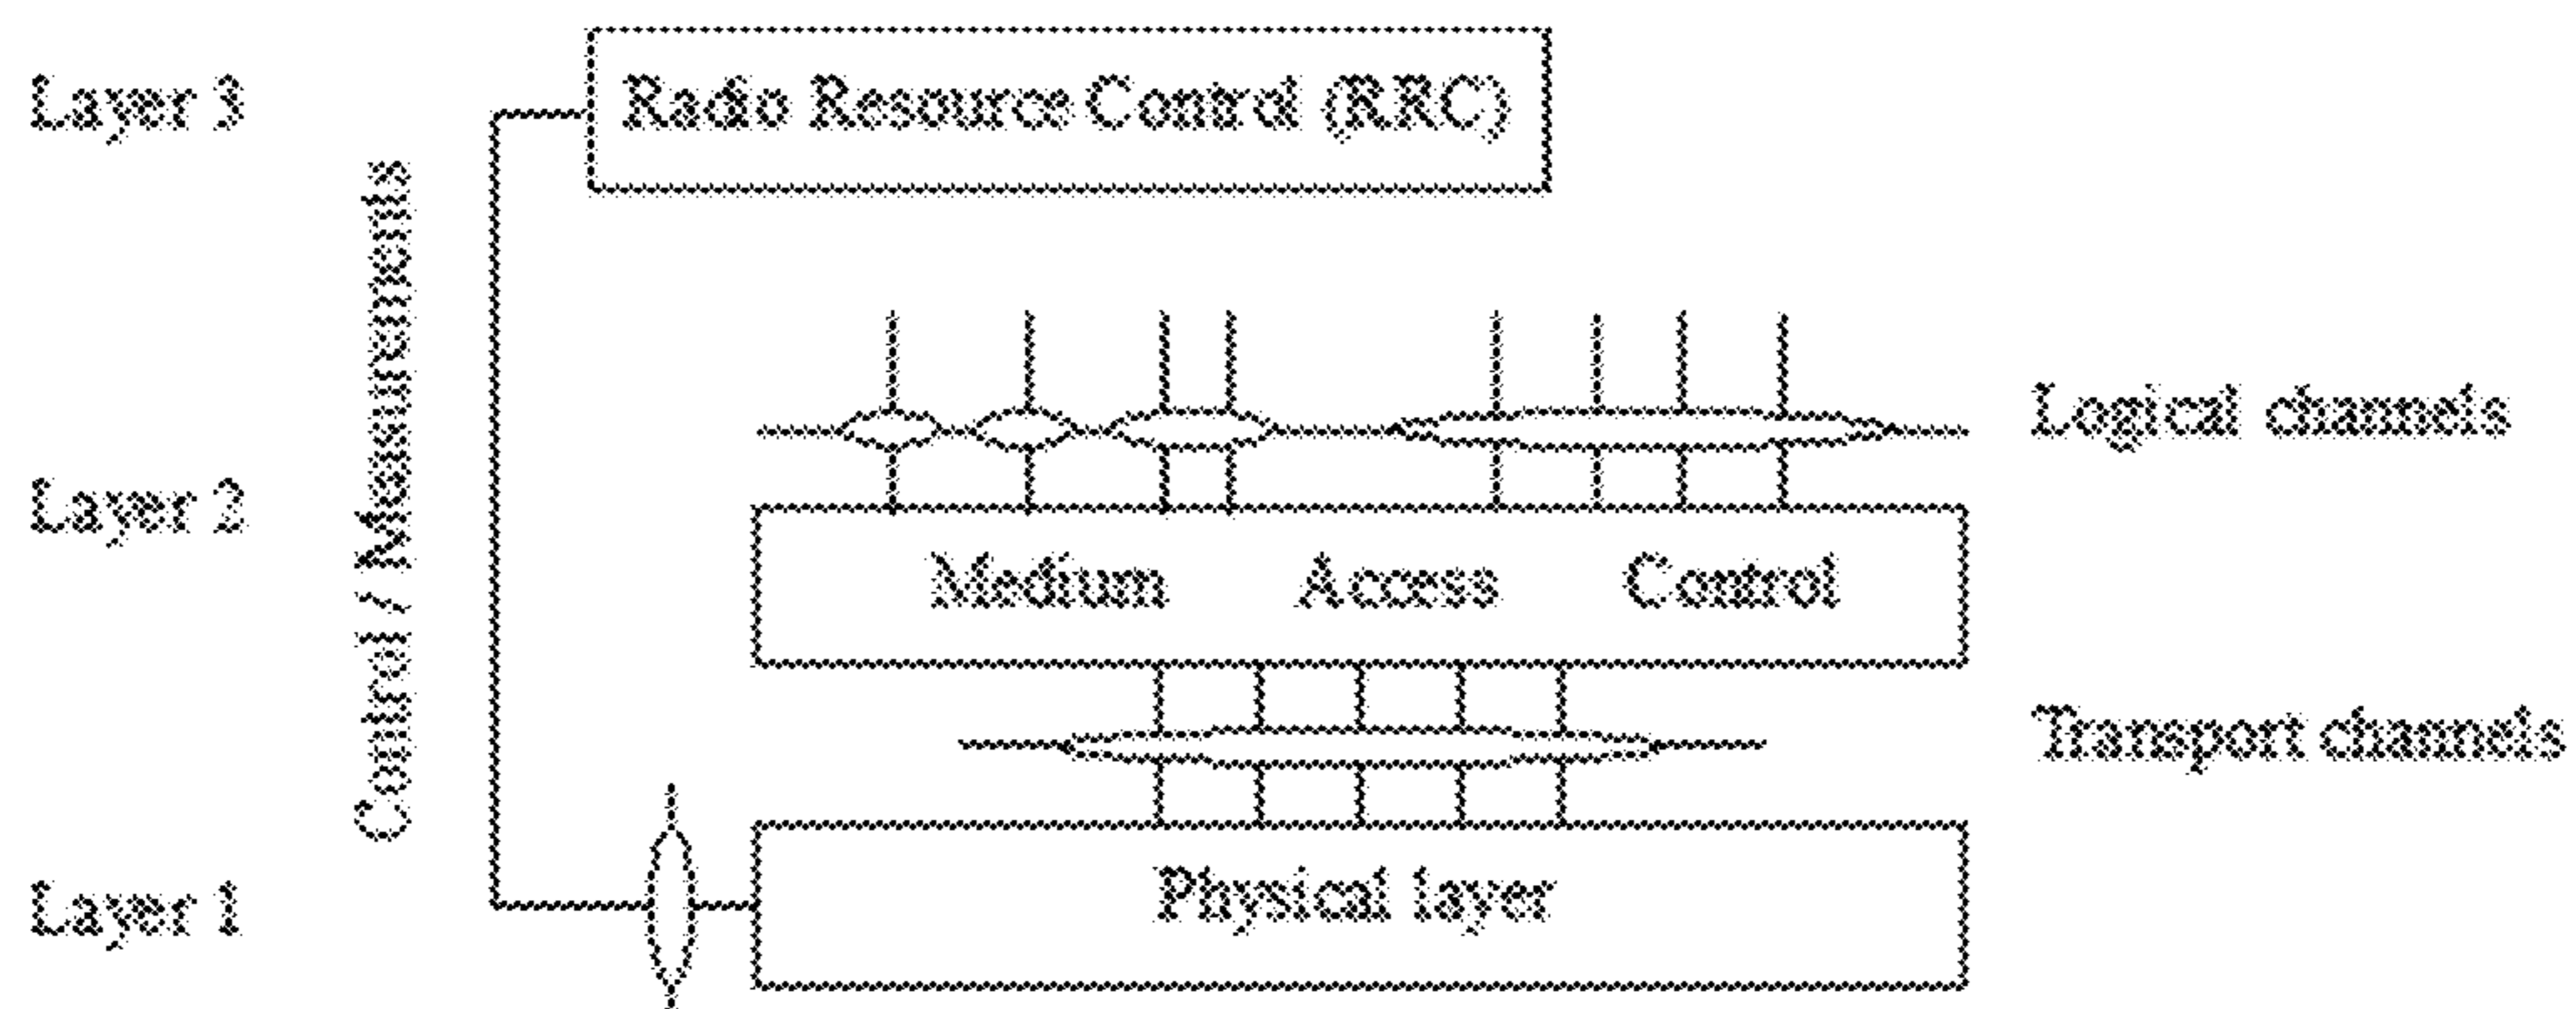 Layer 3
Radio Resource Control (RRC)
Control / Measurements
Logical channels
Layer 2
Medium Access Control
Transport channels
Layer 1
Physical layer